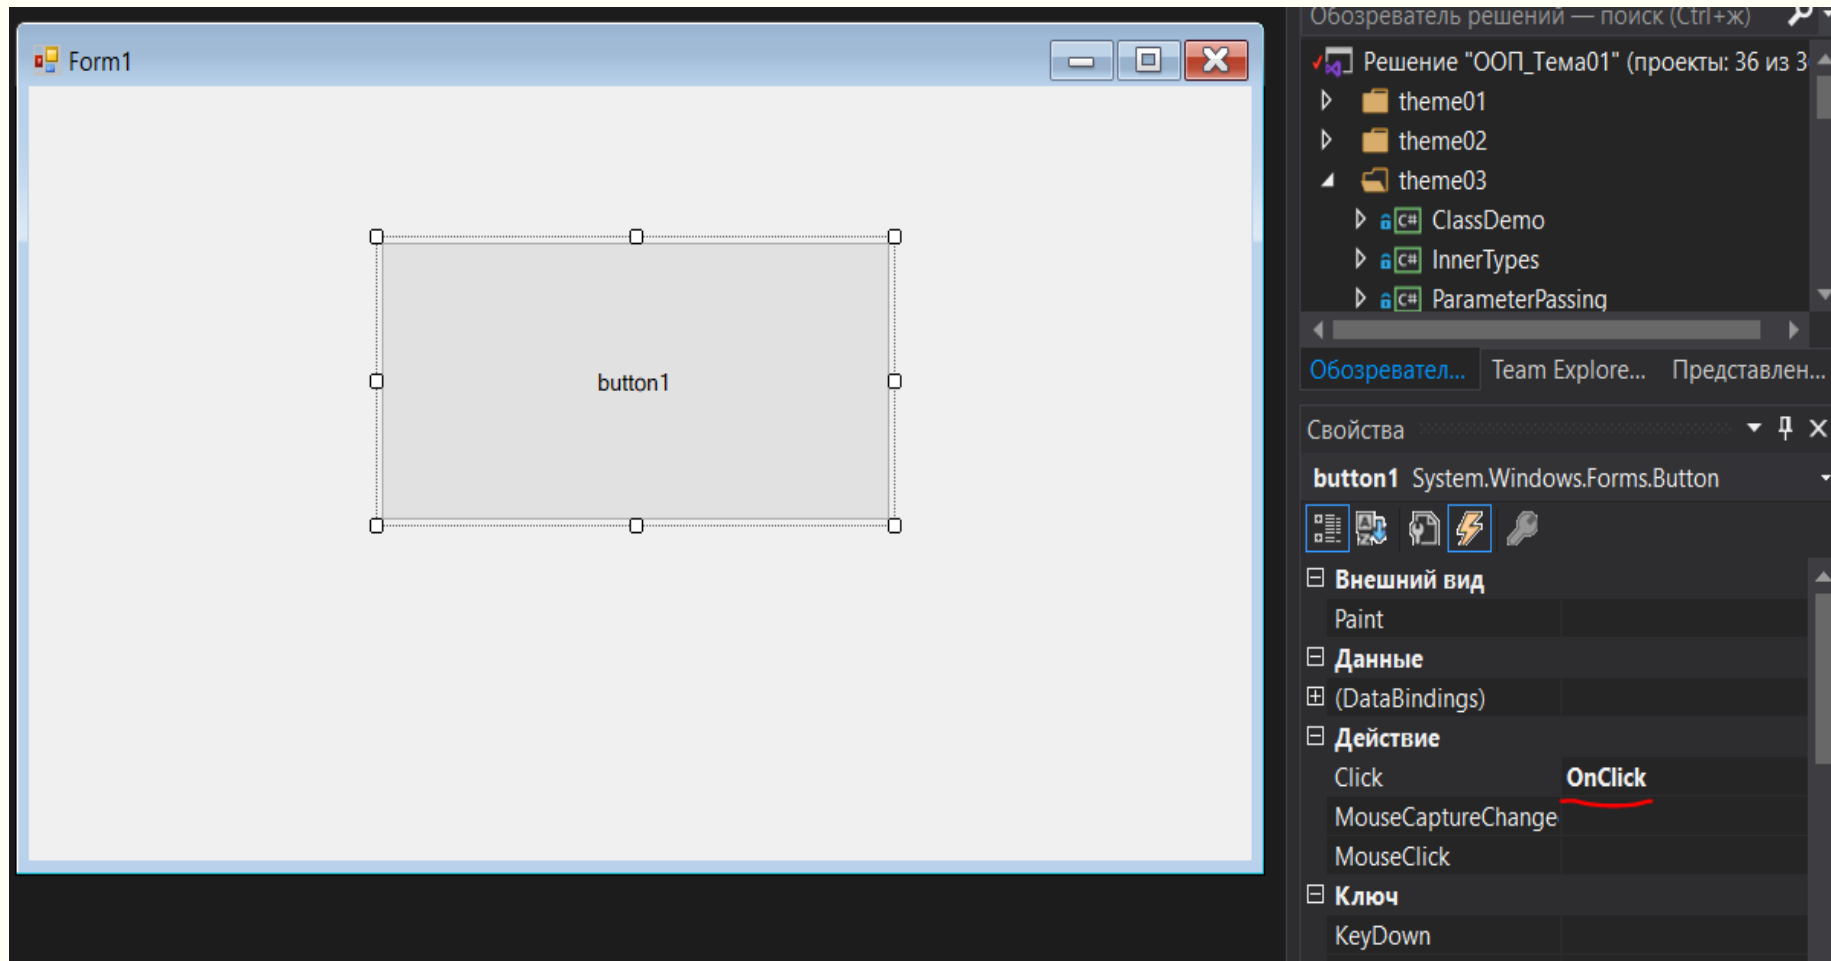 Form1
button1
Обозреватель решений — поиск (Ctrl+ж)
Решение "ООП_Тема01" (проекты: 36 из 3
theme01
theme02
theme03
C# ClassDemo
C# InnerTypes
C# ParameterPassing
Обозревател... Team Explore... Представлен...
Свойства
button1 System.Windows.Forms.Button
Внешний вид
Paint
Данные
(DataBindings)
Действие
Click OnClick
MouseCaptureChange
MouseClick
Ключ
KeyDown